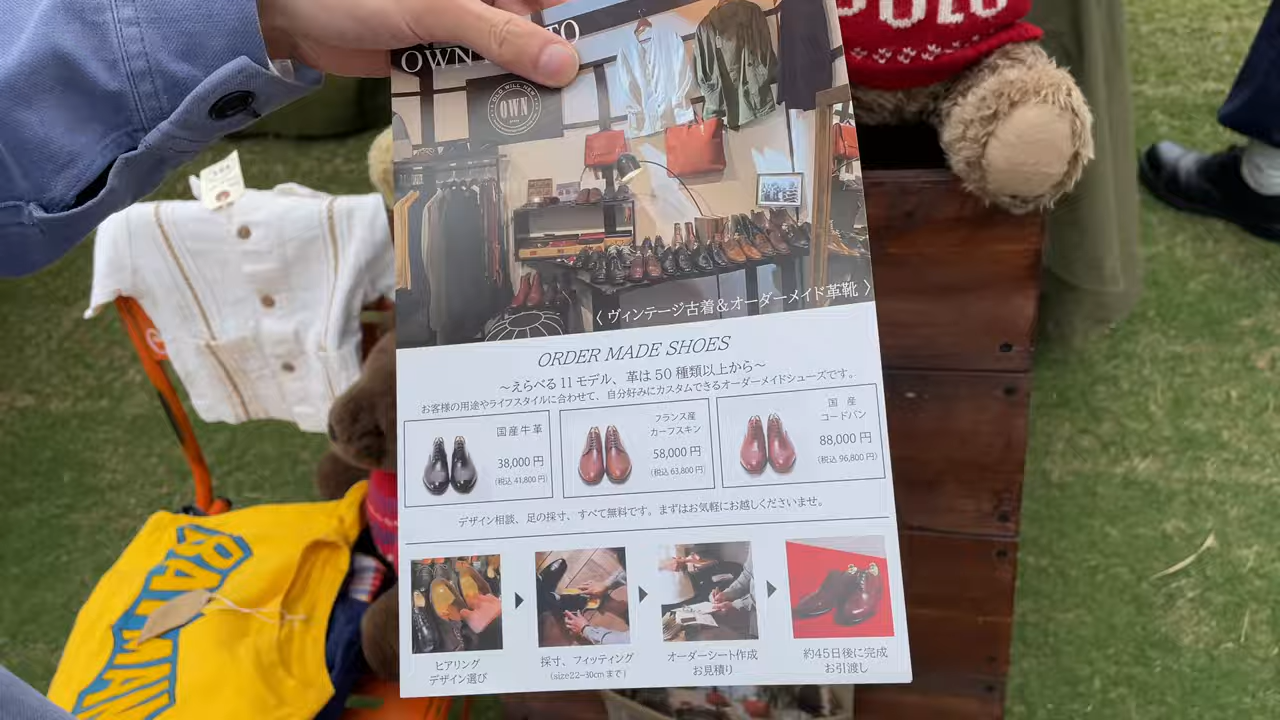 POLO
OWN
TO
OLD WILL NEW
OWN
〈 ヴィンテージ古着＆オーダーメイド革靴 〉
ORDER MADE SHOES
～えらべる 11 モデル、革は 50 種類以上から～
お客様の用途やライフスタイルに合わせて、自分好みにカスタムできるオーダーメイドシューズです。
国産牛革
38,000 円
(税込 41,800 円)
フランス産
カーフスキン
58,000 円
(税込 63,800 円)
国 産
コードバン
88,000 円
(税込 96,800 円)
デザイン相談、足の採寸、すべて無料です。まずはお気軽にお越しくださいませ。
ヒアリング
デザイン選び
採寸、フィッティング
(size22~30cm まで)
オーダーシート作成
お見積り
約45日後に完成
お引渡し